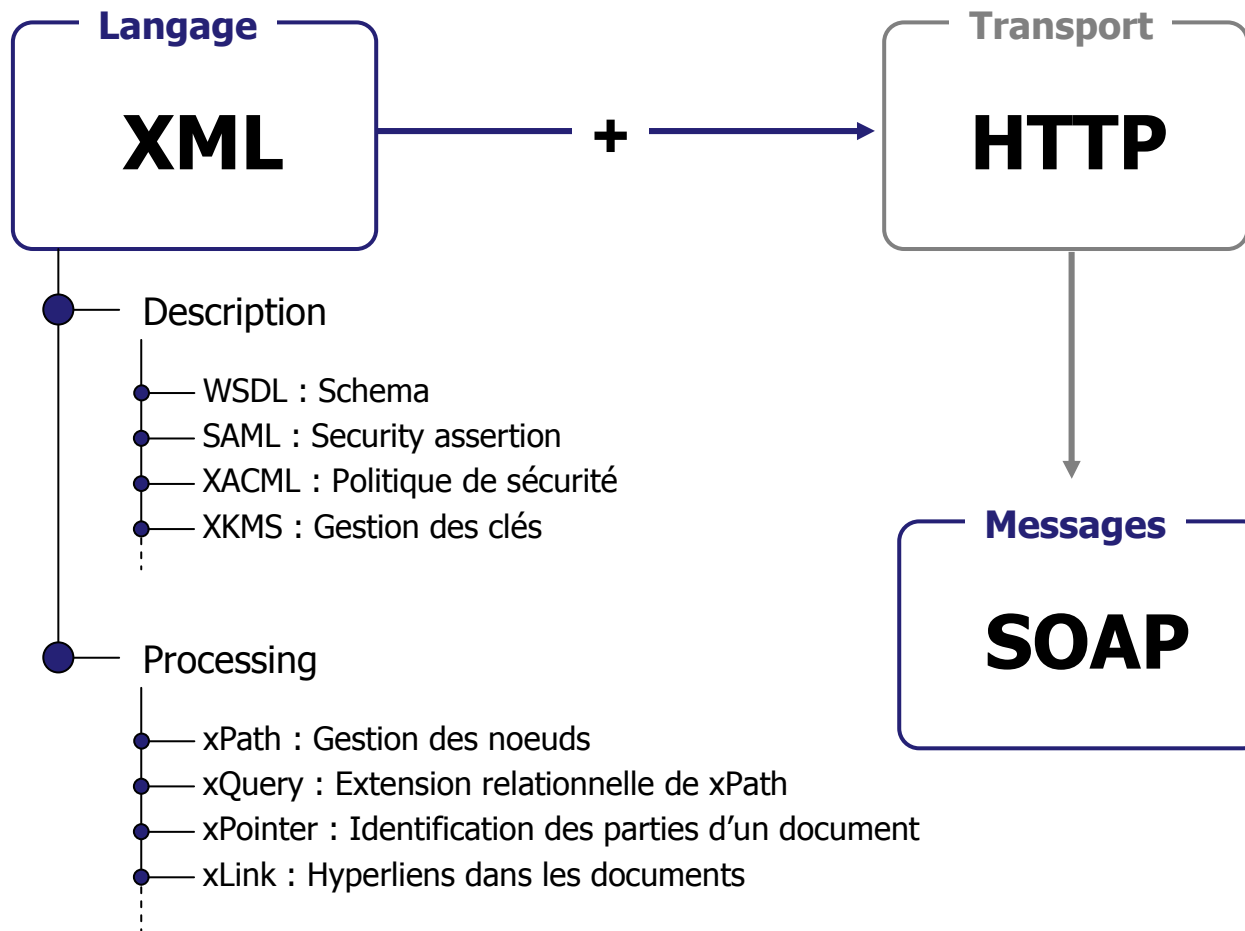 Langage
XML
+
Transport
HTTP
Description
WSDL : Schema
SAML : Security assertion
XACML : Politique de sécurité
XKMS : Gestion des clés
Messages
SOAP
Processing
xPath : Gestion des noeuds
xQuery : Extension relationnelle de xPath
xPointer : Identification des parties d’un document
xLink : Hyperliens dans les documents